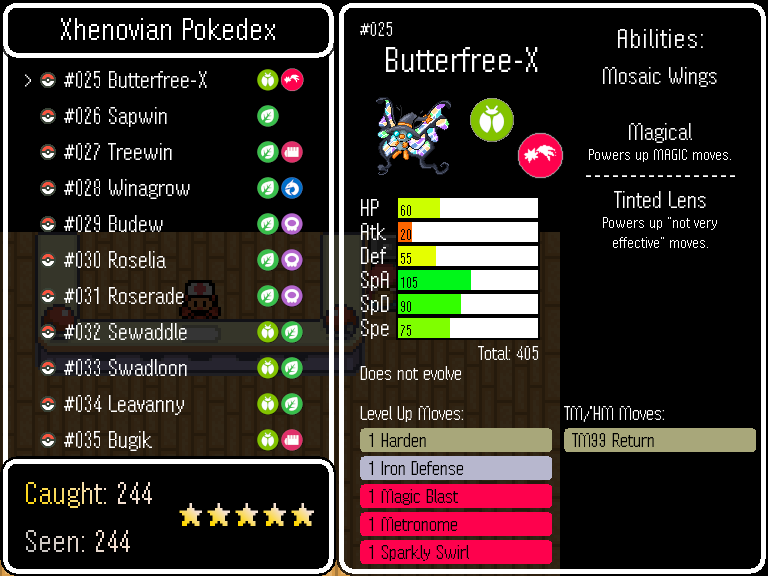 Xhenovian Pokedex
#025 Butterfree-X
#026 Sapwin
#027 Treewin
#028 Winagrow
#029 Budew
#030 Roselia
#031 Roserade
#032 Sewaddle
#033 Swadloon
#034 Leavanny
#035 Bugik
Caught: 244
Seen: 244
#025
Butterfree-X
HP 60
Atk 20
Def 55
SpA 105
SpD 90
Spe 75
Total: 405
Does not evolve
Level Up Moves:
1 Harden
1 Iron Defense
1 Magic Blast
1 Metronome
1 Sparkly Swirl
Abilities:
Mosaic Wings
Magical
Powers up MAGIC moves.
Tinted Lens
Powers up "not very
effective" moves.
TM/HM Moves:
TM99 Return